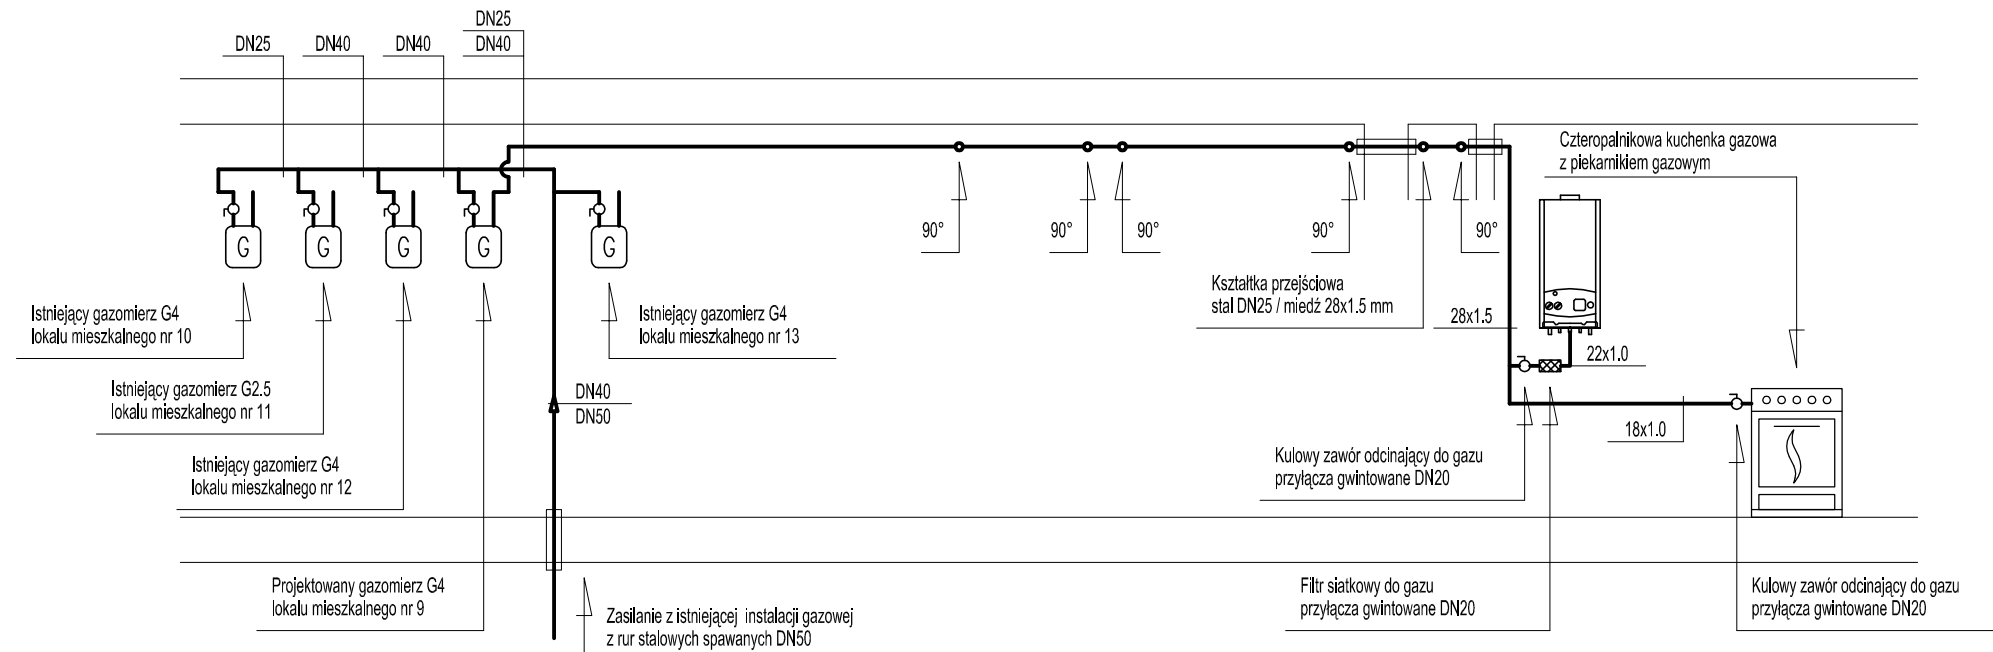 DN25
DN40
DN40
DN25
DN40
Czteropalnikowa kuchenka gazowa
z piekarnikiem gazowym
G
G
G
G
G
90°
90°
90°
90°
90°
Istniejący gazomierz G4
lokalu mieszkalnego nr 10
Istniejący gazomierz G4
lokalu mieszkalnego nr 13
Kształtka przejściowa
stal DN25 / miedź 28x1.5 mm
28x1.5
22x1.0
Istniejący gazomierz G2.5
lokalu mieszkalnego nr 11
DN40
DN50
18x1.0
Istniejący gazomierz G4
lokalu mieszkalnego nr 12
Kulowy zawór odcinający do gazu
przyłącza gwintowane DN20
Projektowany gazomierz G4
lokalu mieszkalnego nr 9
Zasilanie z istniejącej instalacji gazowej
z rur stalowych spawanych DN50
Filtr siatkowy do gazu
przyłącza gwintowane DN20
Kulowy zawór odcinający do gazu
przyłącza gwintowane DN20